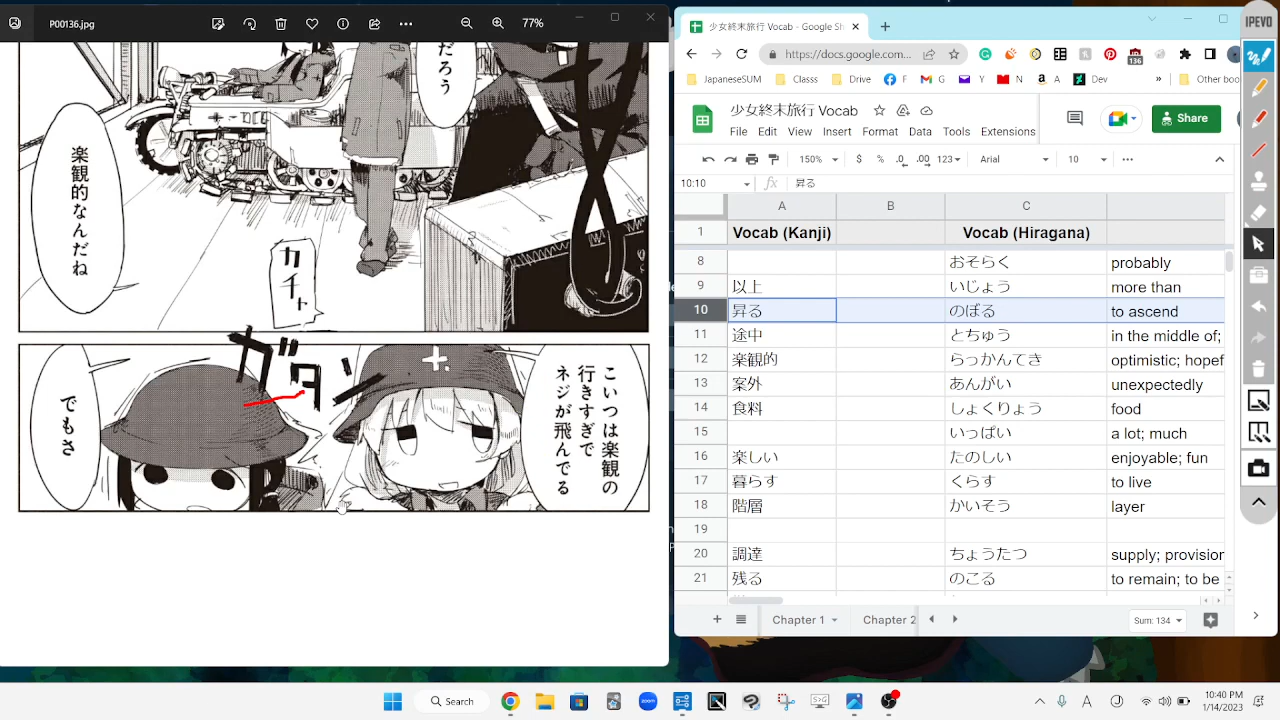 P00136.jpg
77%
だろう
楽観的なんだね
カチャ
ガタ
こいつは楽観の
行きすぎで
ネジが飛んでる
でもさ
少女終末旅行 Vocab - Google Sh
https://docs.google.com...
136
JapaneseSUM
Classs
Drive
F
G
Y
N
A
Dev
»
Other boo
少女終末旅行 Vocab
Share
File Edit View Insert Format Data Tools Extensions
150% $ % .0 .00 123 Arial 10
10:10 fx 昇る
A B C
1 Vocab (Kanji) Vocab (Hiragana)
8 おそらく probably
9 以上 いじょう more than
10 昇る のぼる to ascend
11 途中 とちゅう in the middle of;
12 楽観的 らっかんてき optimistic; hopef
13 案外 あんがい unexpectedly
14 食料 しょくりょう food
15 いっぱい a lot; much
16 楽しい たのしい enjoyable; fun
17 暮らす くらす to live
18 階層 かいそう layer
19
20 調達 ちょうたつ supply; provision
21 残る のこる to remain; to be
Chapter 1
Chapter 2
Sum: 134
IPEVO
Search
zoom
A
10:40 PM
1/14/2023